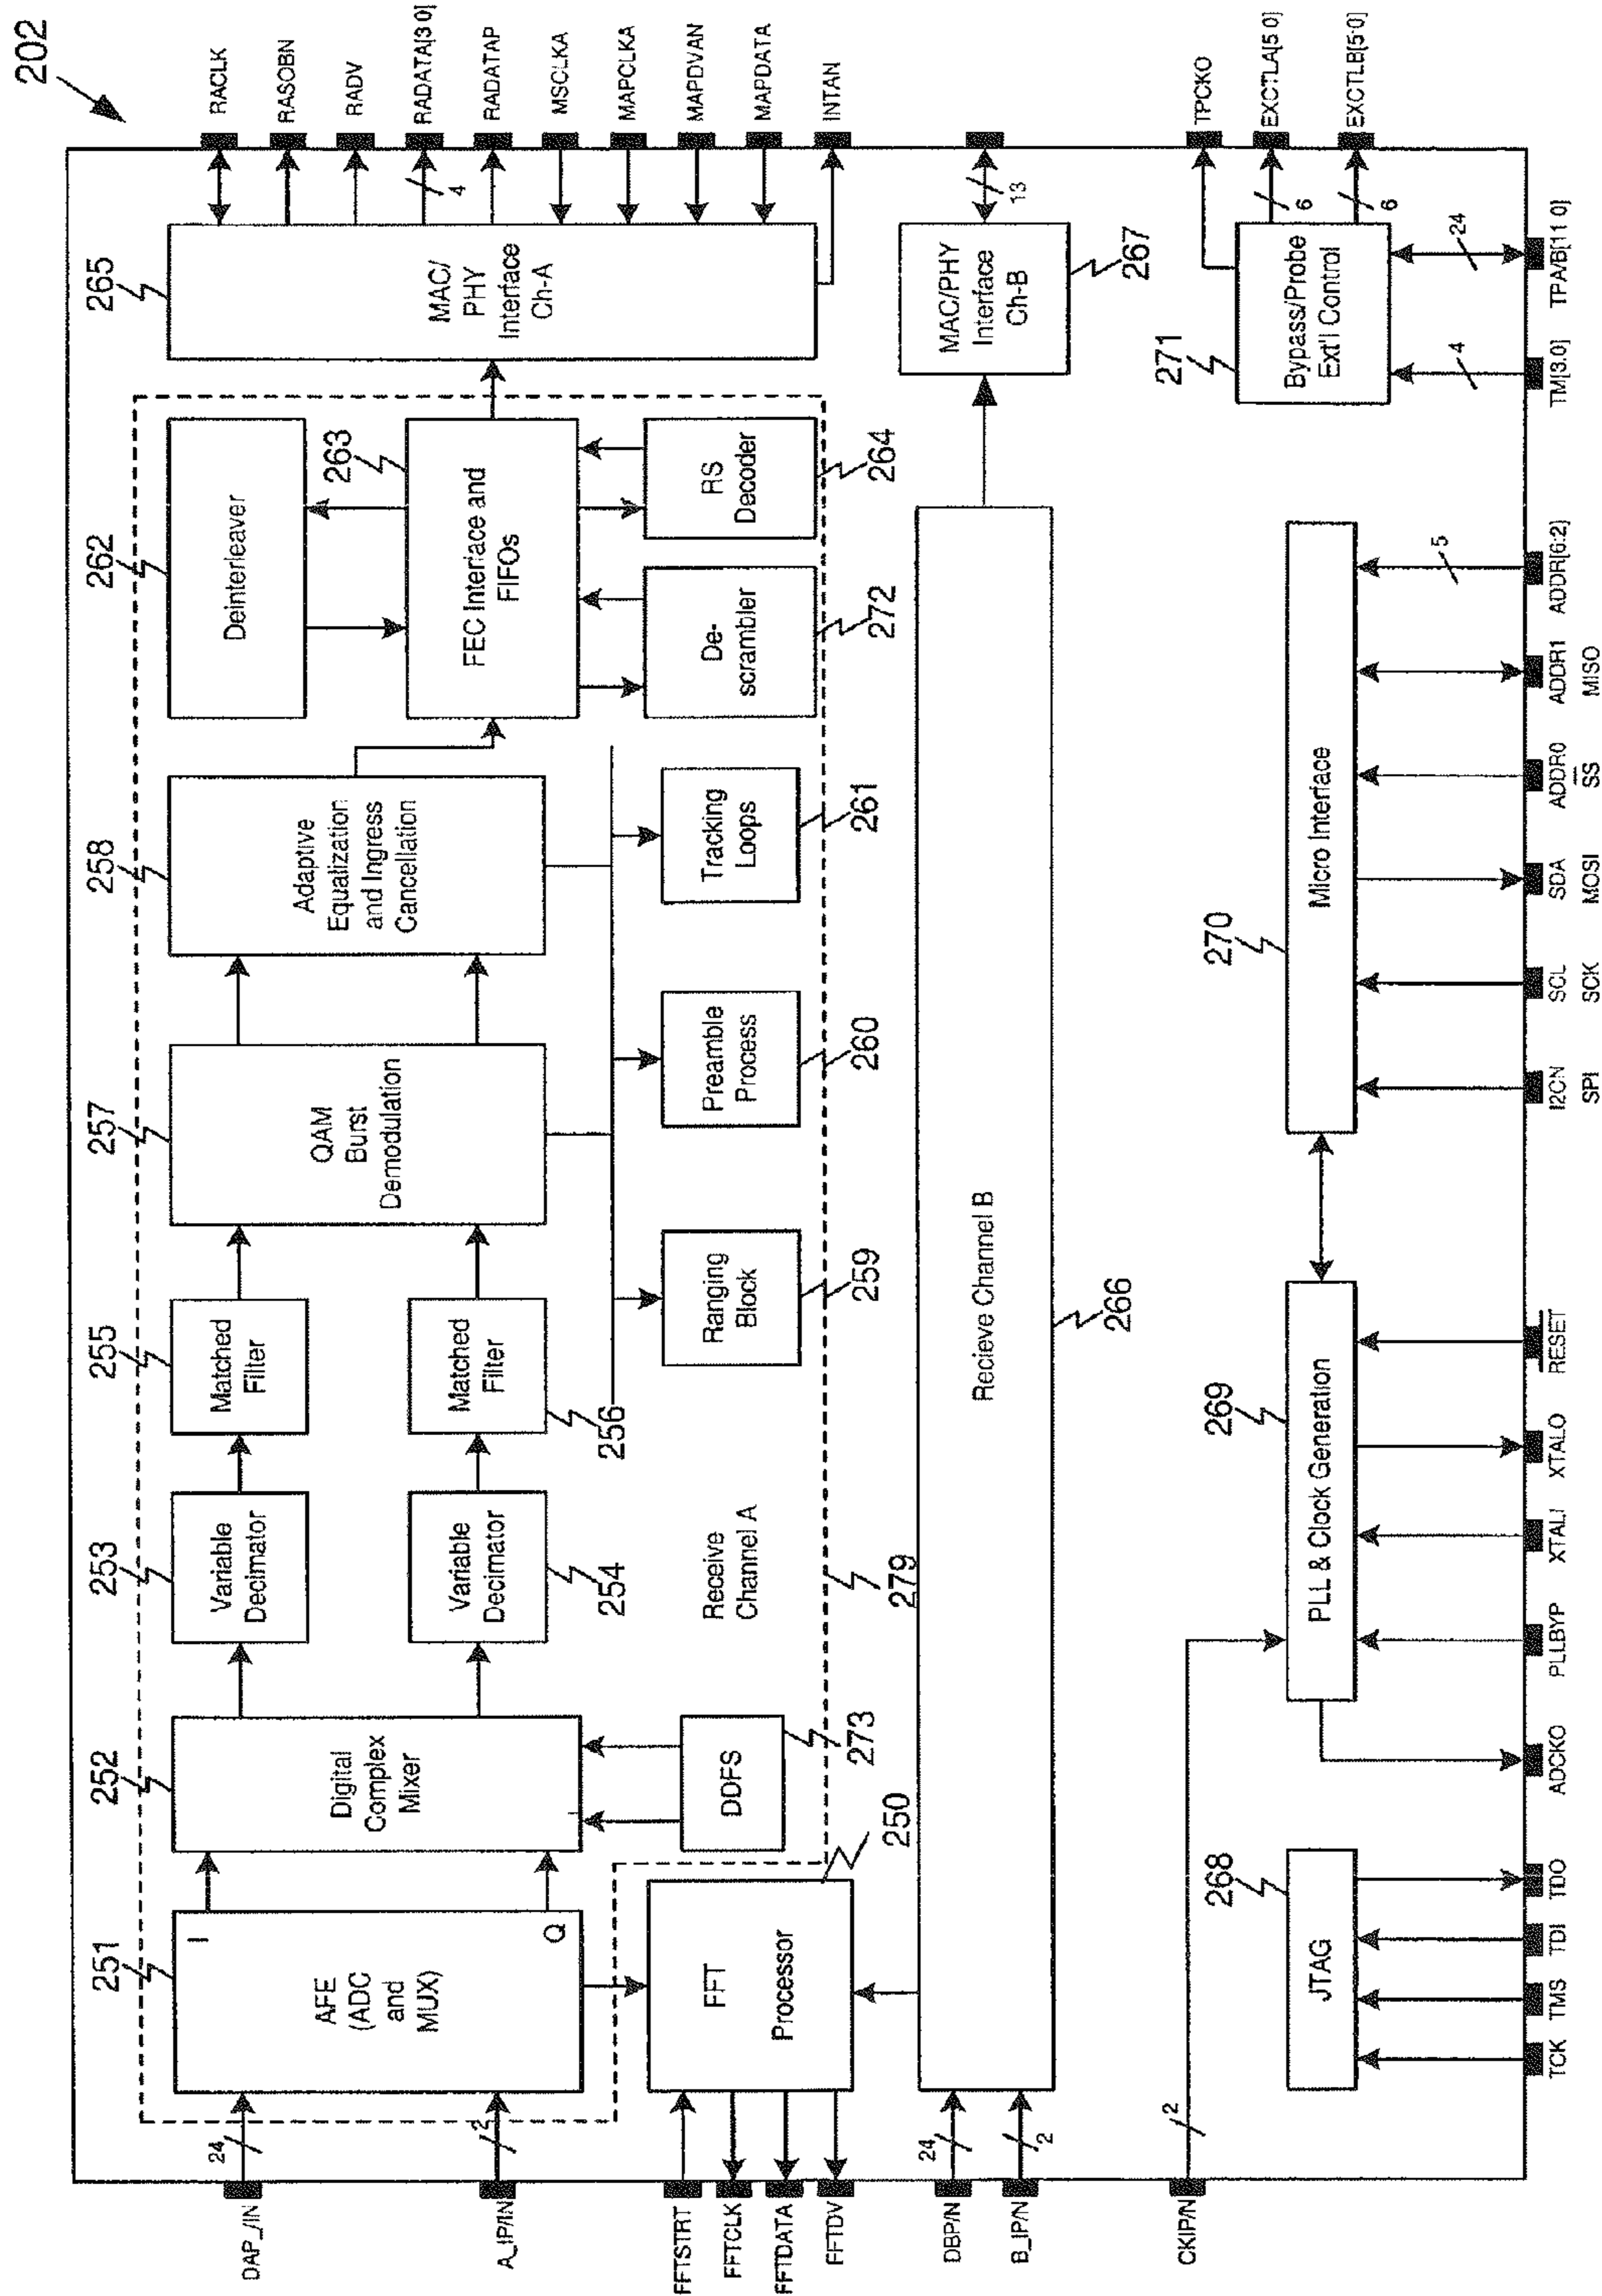 202
RACLK
RASOBN
RADV
RADATA[3 0]
RADATAP
MSCLKA
MAPCLKA
MAPDVAN
MAPDATA
INTAN
TPCKO
EXCTLA[5 0]
EXCTLB[5:0]
4
13
6
6
265
MAC/
PHY
Interface
Ch-A
MAC/PHY
Interface
Ch-B
267
271
Bypass/Probe
Ext'l Control
24
4
TPA/B[11 0]
TM[3.0]
262
Deinterleaver
263
FEC Interface and
FIFOs
RS
Decoder
264
De-
scrambler
272
258
Adaptive
Equalization
and Ingress
Cancellation
Tracking
Loops
261
257
QAM
Burst
Demodulation
Preamble
Process
260
Ranging
Block
259
255
Matched
Filter
Matched
Filter
256
253
Variable
Decimator
Variable
Decimator
254
Receive
Channel A
279
252
Digital
Complex
Mixer
DDFS
273
251
I
Q
AFE
(ADC
and
MUX)
FFT
Processor
250
Recieve Channel B
266
270
Micro Interface
5
ADDR[6:2]
ADDR1
MISO
ADDR0
SS
SDA
MOSI
SCL
SCK
I2CN
SPI
269
PLL & Clock Generation
RESET
XTALO
XTALI
PLLBYP
ADCKO
268
JTAG
TDO
TDI
TMS
TCK
24
2
24
2
2
DAP_/IN
A_IP/IN
FFTSTRT
FFTCLK
FFTDATA
FFTDV
DBP/N
B_IP/N
CKIP/N